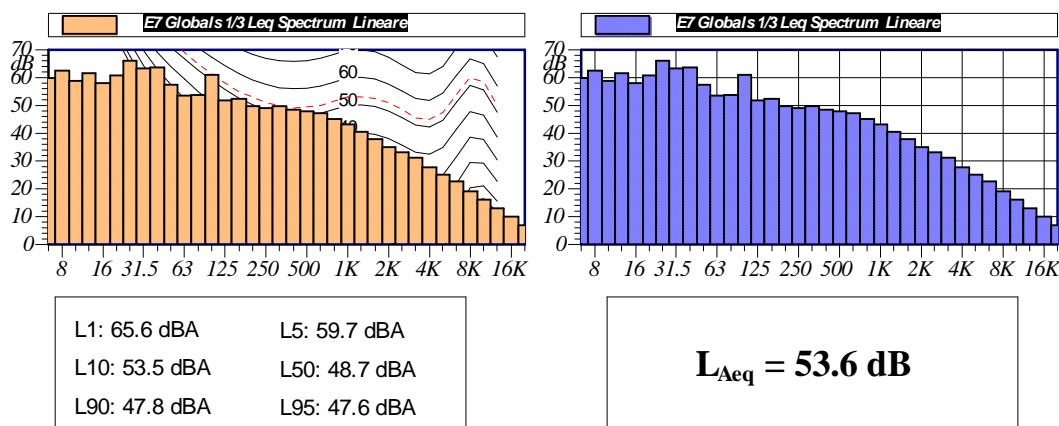 E7 Globals 1/3 Leq Spectrum Lineare
70
dB
60
50
40
30
20
10
0
60
50
8 16 31.5 63 125 250 500 1K 2K 4K 8K 16K
E7 Globals 1/3 Leq Spectrum Lineare
70
dB
60
50
40
30
20
10
0
8 16 31.5 63 125 250 500 1K 2K 4K 8K 16K
L1: 65.6 dBA L5: 59.7 dBA
L10: 53.5 dBA L50: 48.7 dBA
L90: 47.8 dBA L95: 47.6 dBA
LAeq = 53.6 dB